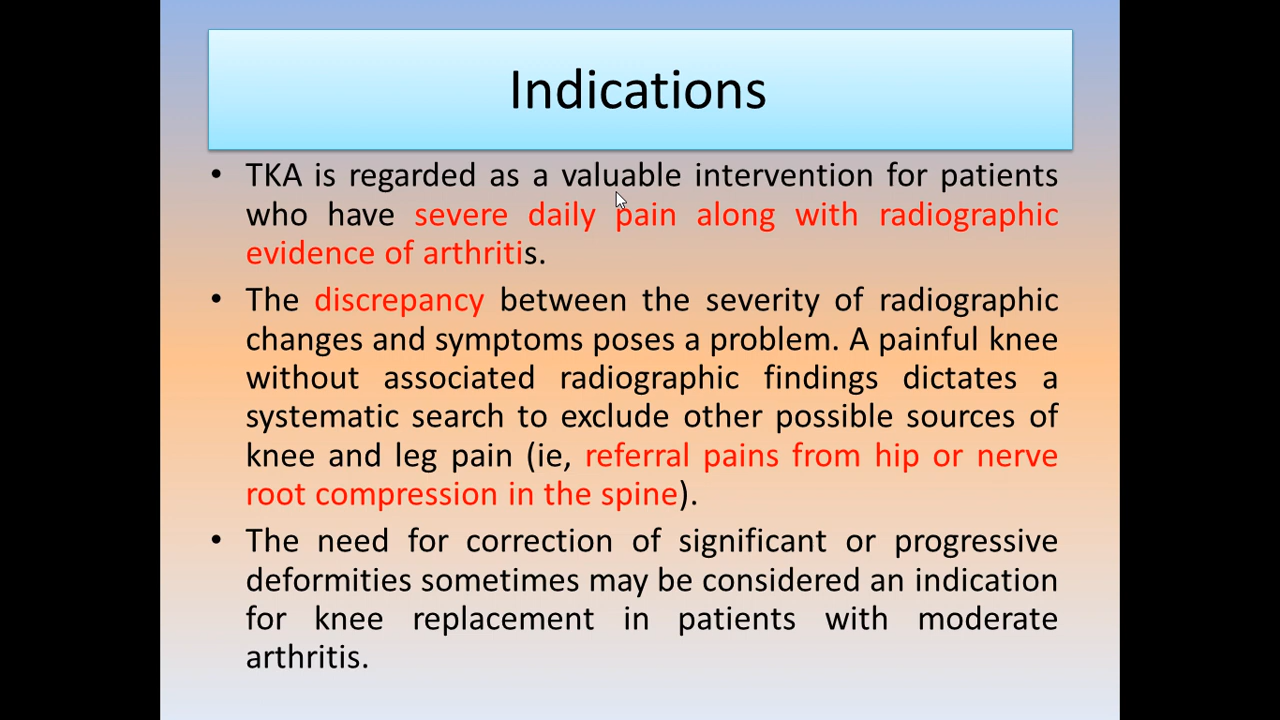 Indications
• TKA is regarded as a valuable intervention for patients
who have severe daily pain along with radiographic
evidence of arthritis.
• The discrepancy between the severity of radiographic
changes and symptoms poses a problem. A painful knee
without associated radiographic findings dictates a
systematic search to exclude other possible sources of
knee and leg pain (ie, referral pains from hip or nerve
root compression in the spine).
• The need for correction of significant or progressive
deformities sometimes may be considered an indication
for knee replacement in patients with moderate
arthritis.